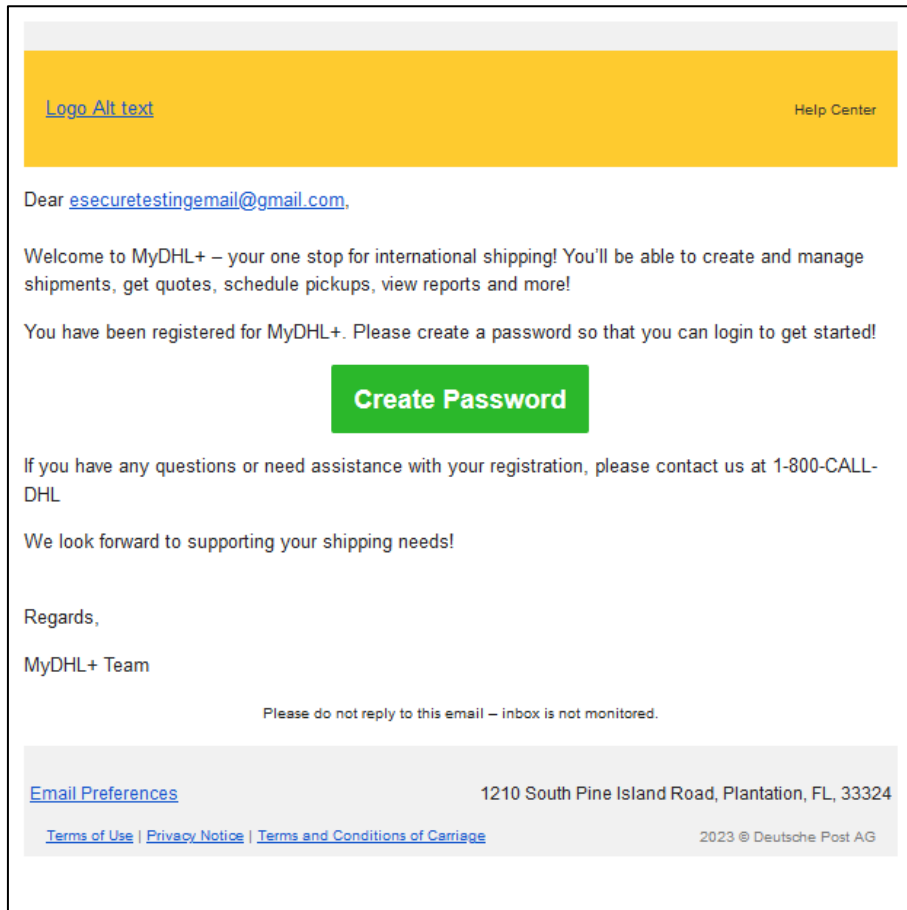 Logo Alt text
Help Center
Dear esecuretestingemail@gmail.com,
Welcome to MyDHL+ – your one stop for international shipping! You’ll be able to create and manage
shipments, get quotes, schedule pickups, view reports and more!
You have been registered for MyDHL+. Please create a password so that you can login to get started!
Create Password
If you have any questions or need assistance with your registration, please contact us at 1-800-CALL-
DHL
We look forward to supporting your shipping needs!
Regards,
MyDHL+ Team
Please do not reply to this email – inbox is not monitored.
Email Preferences
1210 South Pine Island Road, Plantation, FL, 33324
Terms of Use | Privacy Notice | Terms and Conditions of Carriage
2023 © Deutsche Post AG